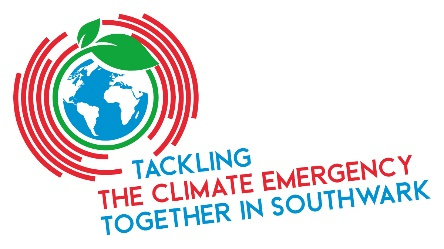 TACKLING
THE CLIMATE EMERGENCY
TOGETHER IN SOUTHWARK